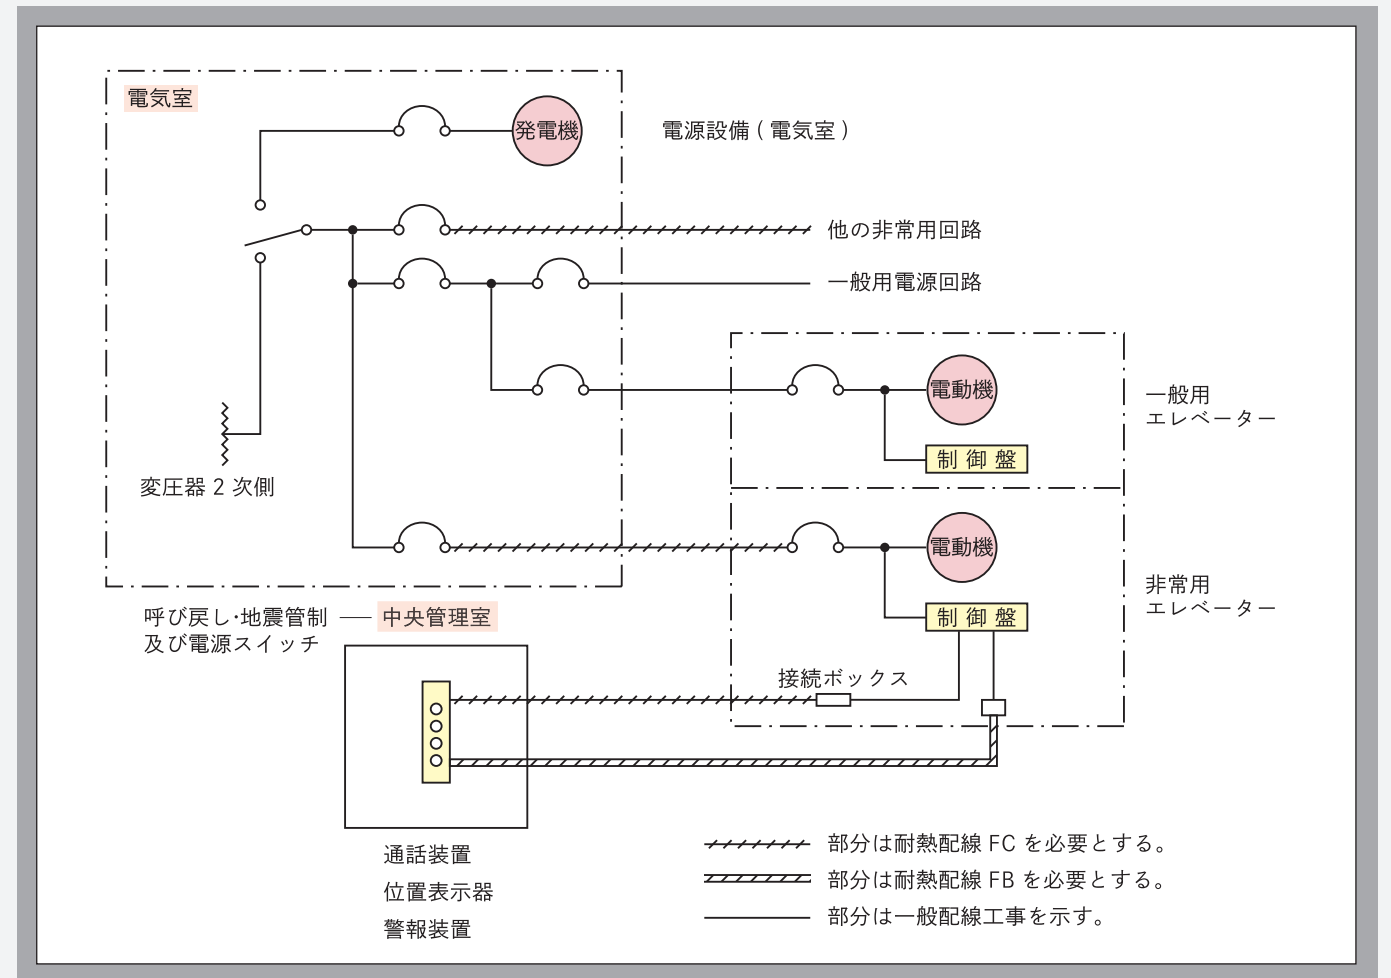 電気室
発電機
電源設備（電気室）
他の非常用回路
一般用電源回路
電動機
一般用
エレベーター
制御盤
変圧器 2 次側
電動機
非常用
エレベーター
制御盤
呼び戻し・地震管制
及び電源スイッチ
中央管理室
接続ボックス
通話装置
位置表示器
警報装置
部分は耐熱配線 FC を必要とする。
部分は耐熱配線 FB を必要とする。
部分は一般配線工事を示す。